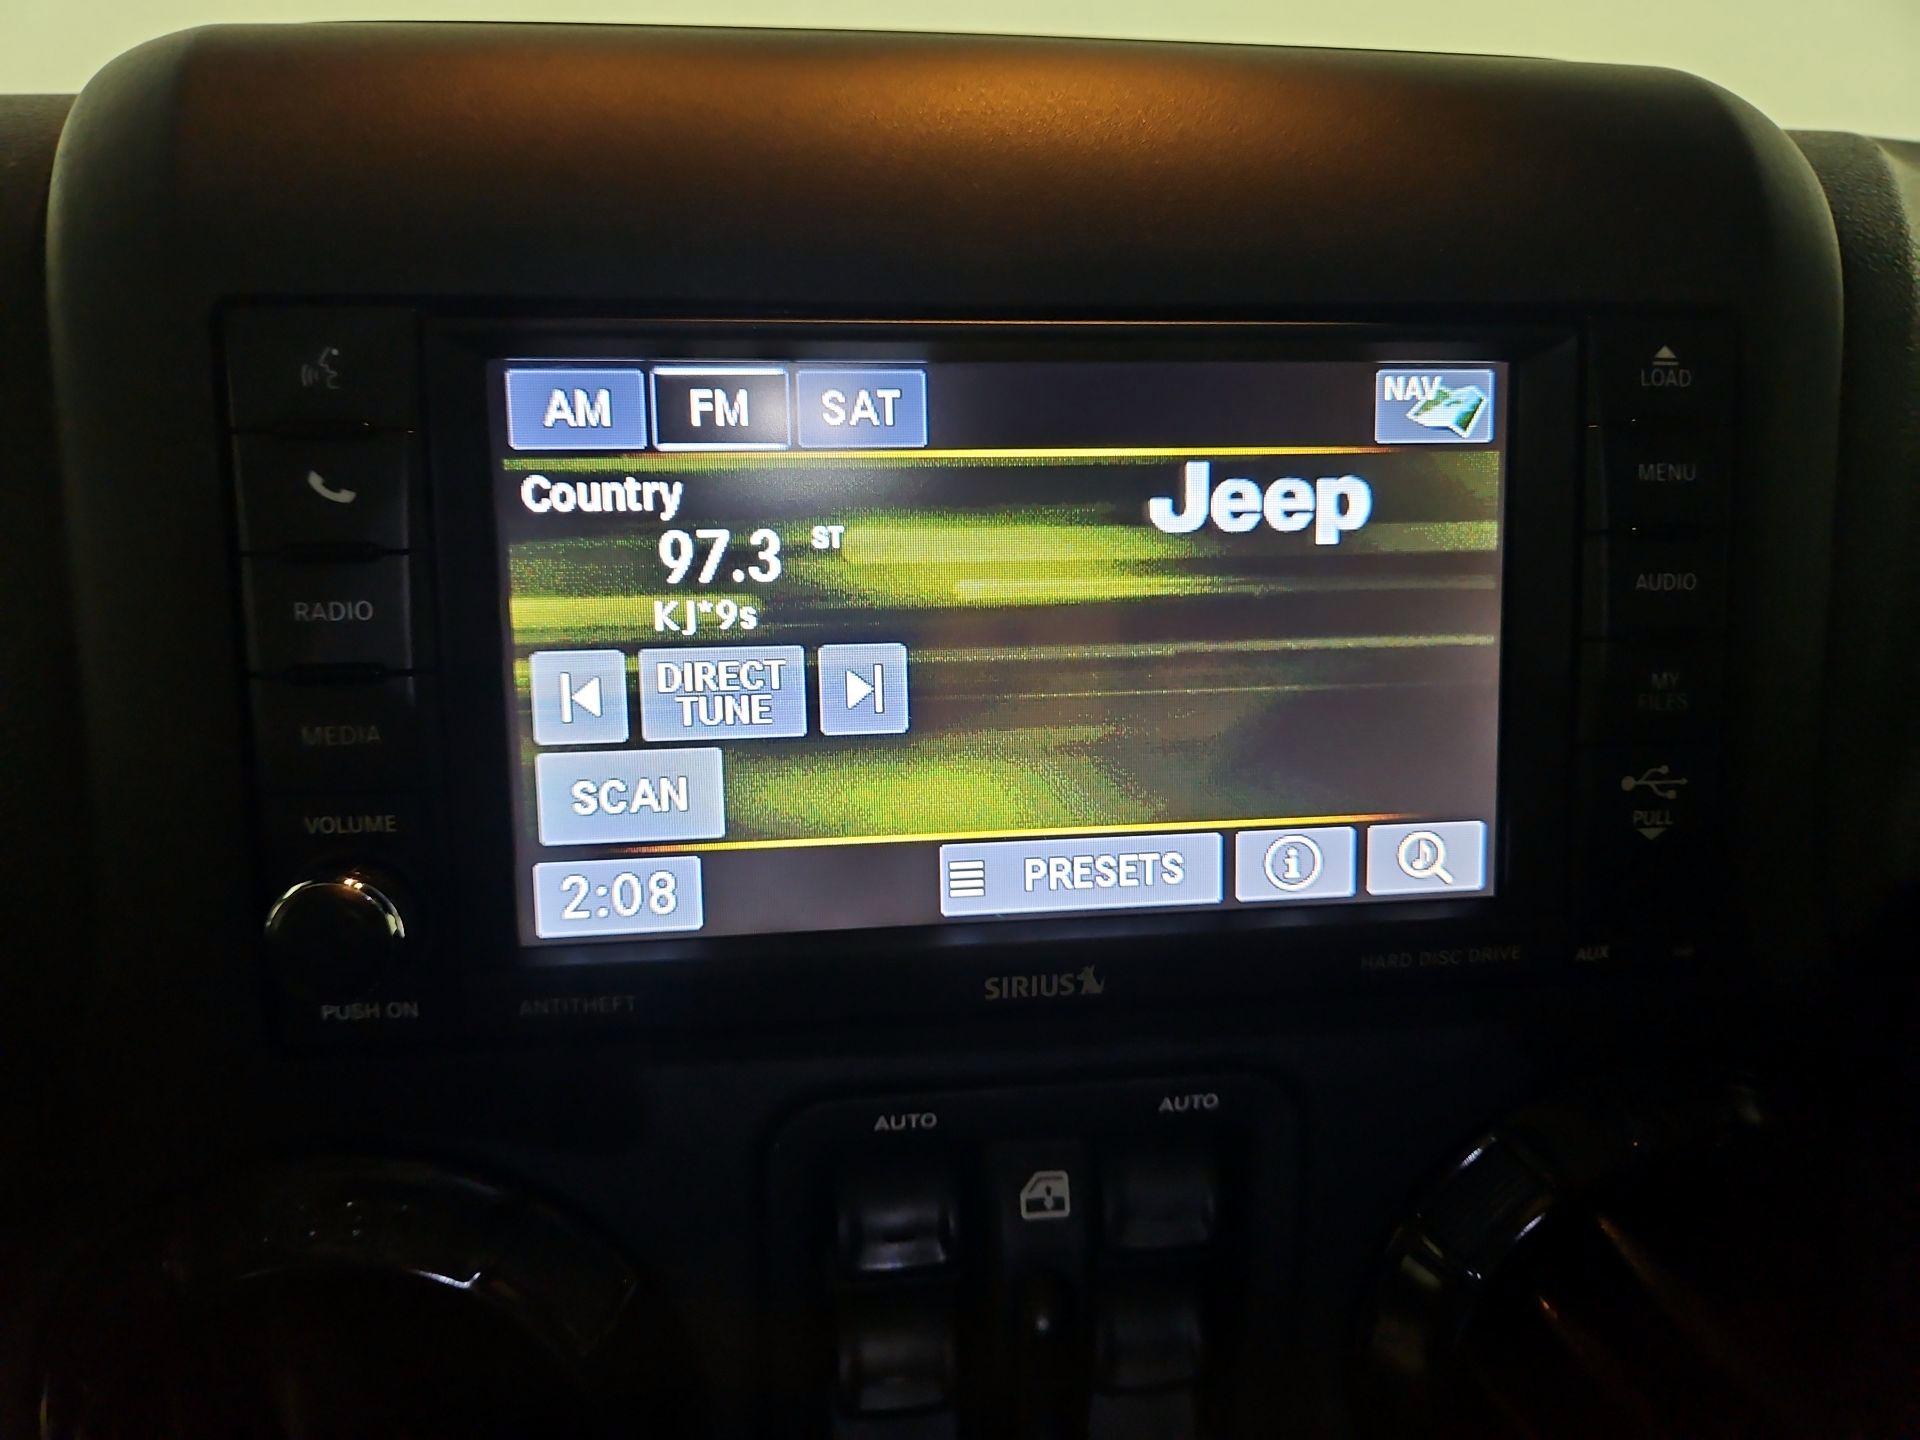 AM FM SAT NAV
LOAD
MENU
Country
Jeep
97.3 ST
KJ*9s
AUDIO
RADIO
DIRECT
TUNE
MY
FILES
MEDIA
SCAN
PULL
VOLUME
2:08
PRESETS
PUSH ON
ANTITHEFT
SIRIUS
HARD DISC DRIVE
AUX
AUTO
AUTO